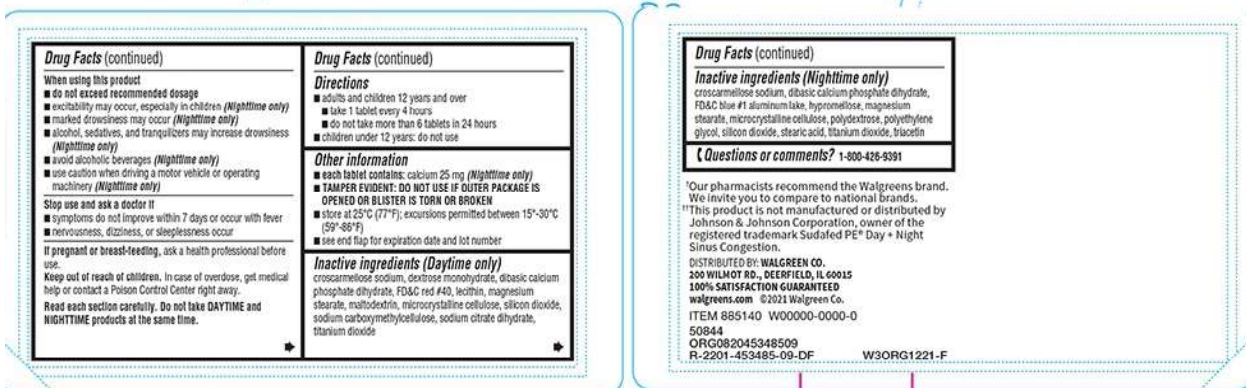 Drug Facts (continued)
When using this product
■ do not exceed recommended dosage
■ excitability may occur, especially in children (Nighttime only)
■ marked drowsiness may occur (Nighttime only)
■ alcohol, sedatives, and tranquilizers may increase drowsiness
(Nighttime only)
■ avoid alcoholic beverages (Nighttime only)
■ use caution when driving a motor vehicle or operating
machinery (Nighttime only)
Stop use and ask a doctor if
■ symptoms do not improve within 7 days or occur with fever
■ nervousness, dizziness, or sleeplessness occur
If pregnant or breast-feeding, ask a health professional before
use.
Keep out of reach of children. In case of overdose, get medical
help or contact a Poison Control Center right away.
Read each section carefully. Do not take DAYTIME and
NIGHTTIME products at the same time.
Drug Facts (continued)
Directions
■ adults and children 12 years and over
■ take 1 tablet every 4 hours
■ do not take more than 6 tablets in 24 hours
■ children under 12 years: do not use
Other information
■ each tablet contains: calcium 25 mg (Nighttime only)
■ TAMPER EVIDENT: DO NOT USE IF OUTER PACKAGE IS
OPENED OR BLISTER IS TORN OR BROKEN
■ store at 25°C (77°F); excursions permitted between 15°-30°C
(59°-86°F)
■ see end flap for expiration date and lot number
Inactive ingredients (Daytime only)
croscarmellose sodium, dextrose monohydrate, dibasic calcium
phosphate dihydrate, FD&C red #40, lecithin, magnesium
stearate, maltodextrin, microcrystalline cellulose, silicon dioxide,
sodium carboxymethylcellulose, sodium citrate dihydrate,
titanium dioxide
Drug Facts (continued)
Inactive ingredients (Nighttime only)
croscarmellose sodium, dibasic calcium phosphate dihydrate,
FD&C blue #1 aluminum lake, hypromellose, magnesium
stearate, microcrystalline cellulose, polydextrose, polyethylene
glycol, silicon dioxide, stearic acid, titanium dioxide, triacetin
Questions or comments? 1-800-426-9391
†Our pharmacists recommend the Walgreens brand.
We invite you to compare to national brands.
††This product is not manufactured or distributed by
Johnson & Johnson Corporation, owner of the
registered trademark Sudafed PE® Day + Night
Sinus Congestion.
DISTRIBUTED BY: WALGREEN CO.
200 WILMOT RD., DEERFIELD, IL 60015
100% SATISFACTION GUARANTEED
walgreens.com ©2021 Walgreen Co.
ITEM 885140 W00000-0000-0
50844
ORG082045348509
R-2201-453485-09-DF W3ORG1221-F